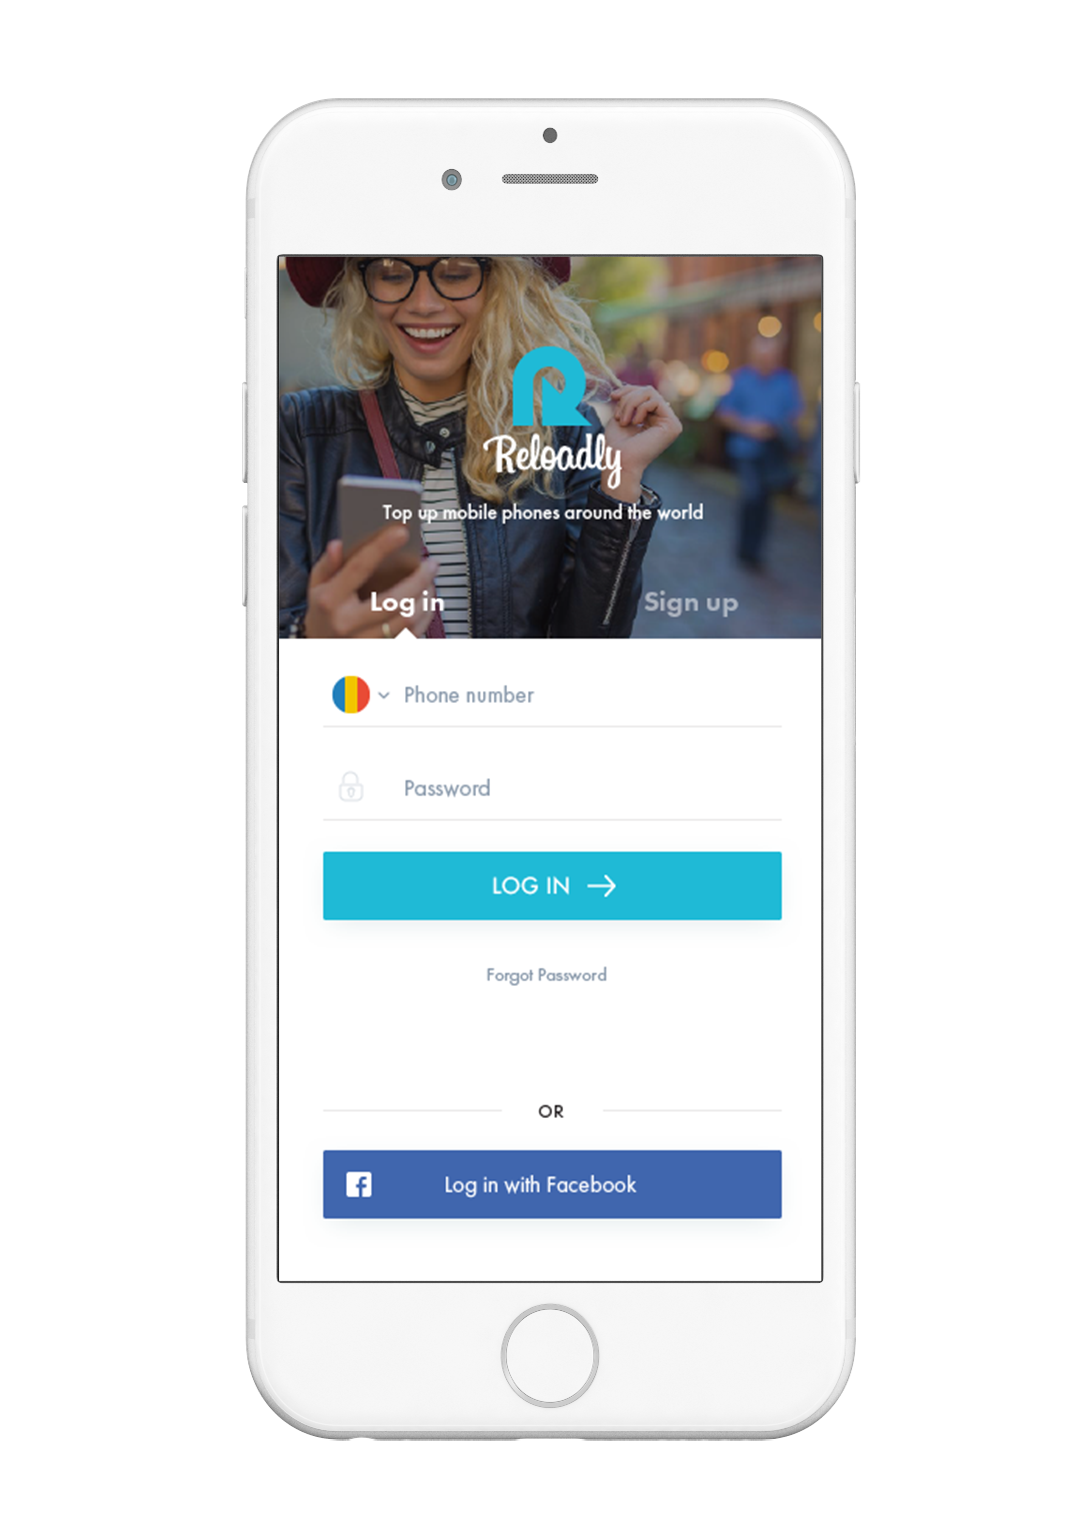 Reloadly
Top up mobile phones around the world
Log in
Sign up
Phone number
Password
LOG IN
Forgot Password
OR
Log in with Facebook